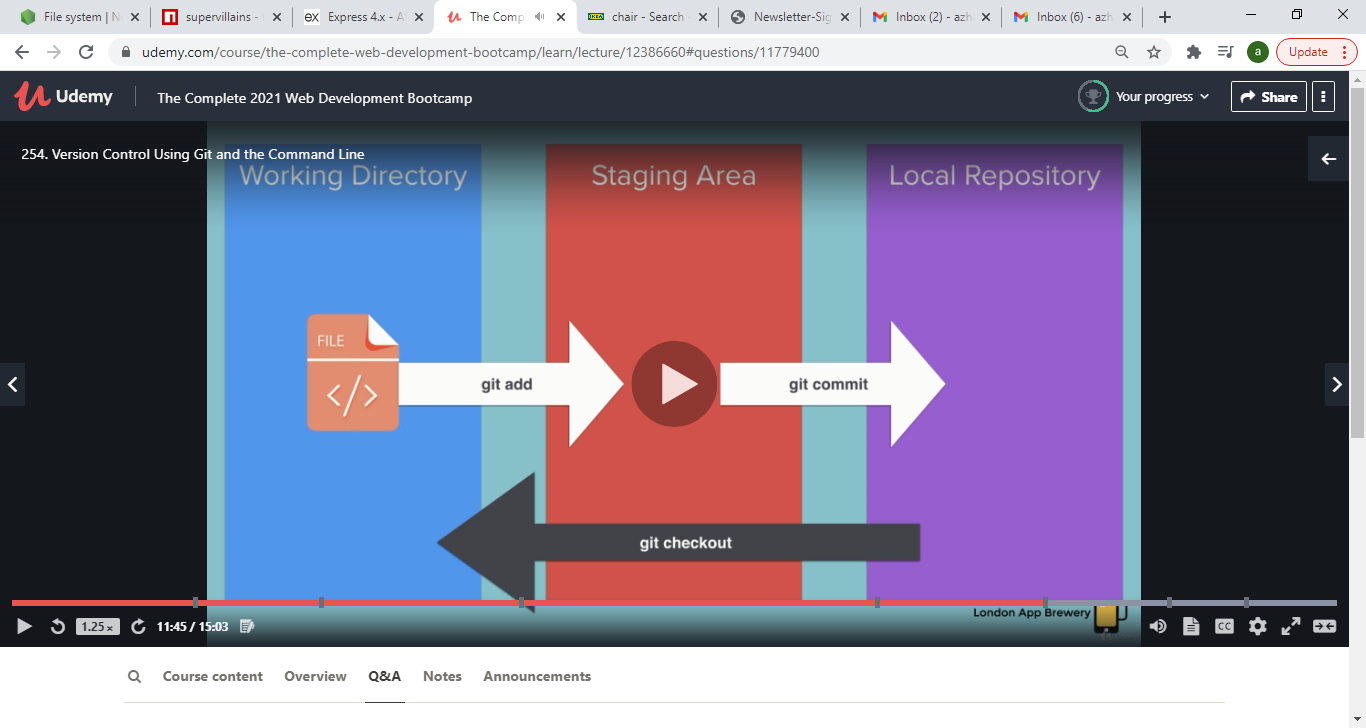 File system | N
supervillains -
ex Express 4.x - A
The Comp
IKEA chair - Search
Newsletter-Sig
Inbox (2) - azh
Inbox (6) - azh
udemy.com/course/the-complete-web-development-bootcamp/learn/lecture/12386660#questions/11779400
a
Update
Udemy
The Complete 2021 Web Development Bootcamp
Your progress
Share
254. Version Control Using Git and the Command Line
Working Directory
Staging Area
Local Repository
FILE
</>
git add
git commit
git checkout
London App Brewery
1.25x
11:45 / 15:03
CC
Course content Overview Q&A Notes Announcements